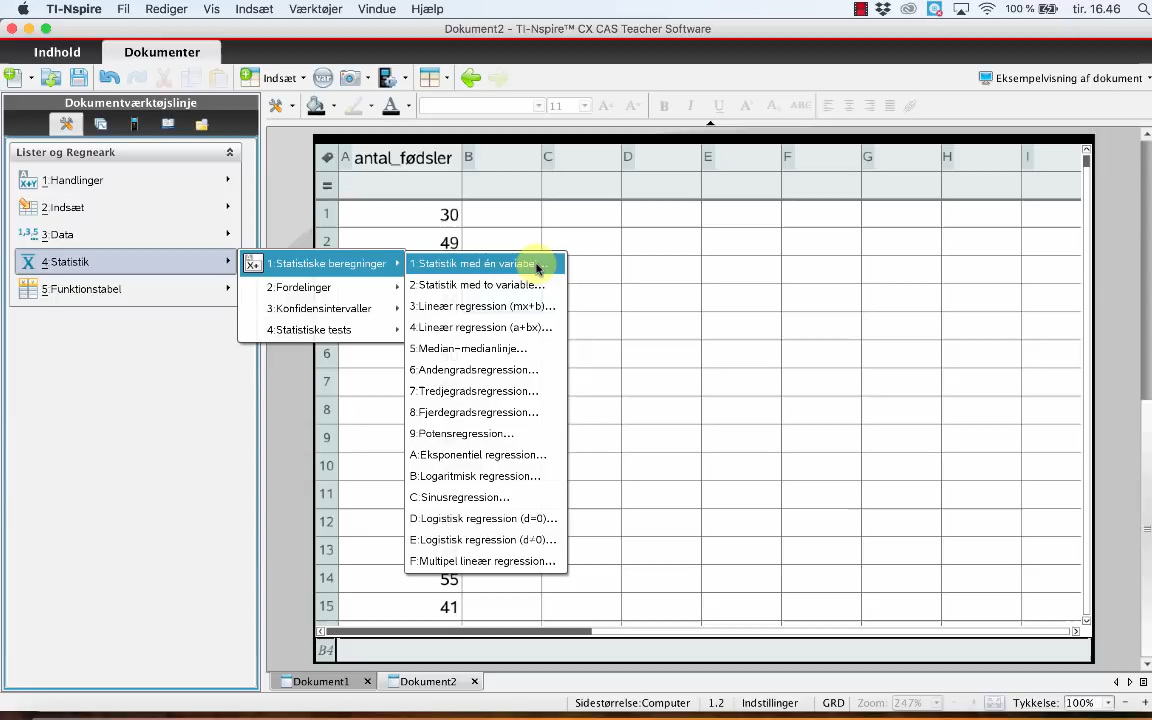 TI-Nspire Fil Rediger Vis Indsæt Værktøjer Vindue Hjælp 100 % tir. 16.46
Dokument2 - TI-Nspire™ CX CAS Teacher Software
Indhold Dokumenter
Indsæt var Eksempelvisning af dokument
Dokumentværktøjslinje
11 A A B I U A A ABC
Lister og Regneark
1:Handlinger
2:Indsæt
3:Data
4:Statistik
5:Funktionstabel
1:Statistiske beregninger
2:Fordelinger
3:Konfidensintervaller
4:Statistiske tests
1:Statistik med én variabel...
2:Statistik med to variable...
3:Lineær regression (mx+b)...
4:Lineær regression (a+bx)...
5:Median-medianlinje...
6:Andengradsregression...
7:Tredjegradsregression...
8:Fjerdegradsregression...
9:Potensregression...
A:Eksponentiel regression...
B:Logaritmisk regression...
C:Sinusregression...
D:Logistisk regression (d=0)...
E:Logistisk regression (d≠0)...
F:Multipel lineær regression...
A antal_fødsler B C D E F G H I
=
1 30
2 49
6
7
8
9
10
11
12
13
14 55
15 41
B4
Dokument1 Dokument2
Sidestørrelse:Computer 1.2 Indstillinger GRD Zoom: 247% Tykkelse: 100%